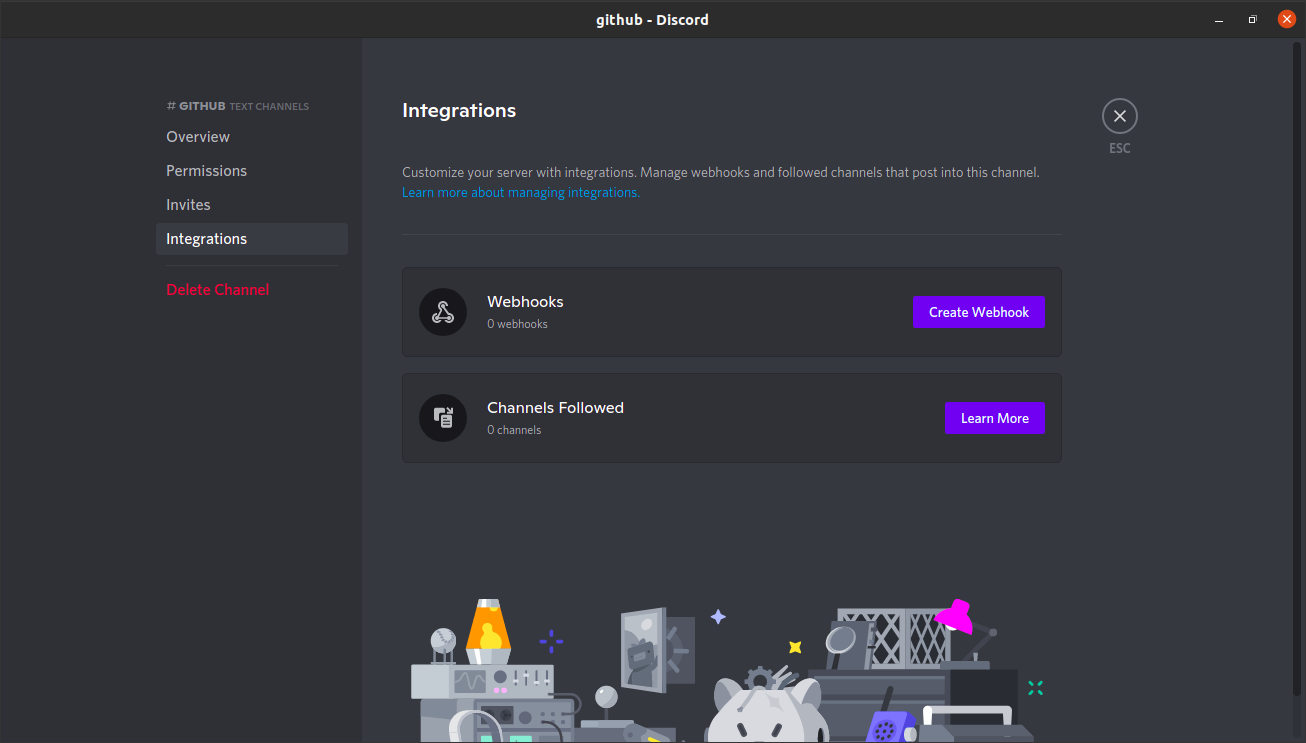 github - Discord
# GITHUB TEXT CHANNELS
Overview
Permissions
Invites
Integrations
Delete Channel
Integrations
ESC
Customize your server with integrations. Manage webhooks and followed channels that post into this channel.
Learn more about managing integrations.
Webhooks
0 webhooks
Create Webhook
Channels Followed
0 channels
Learn More